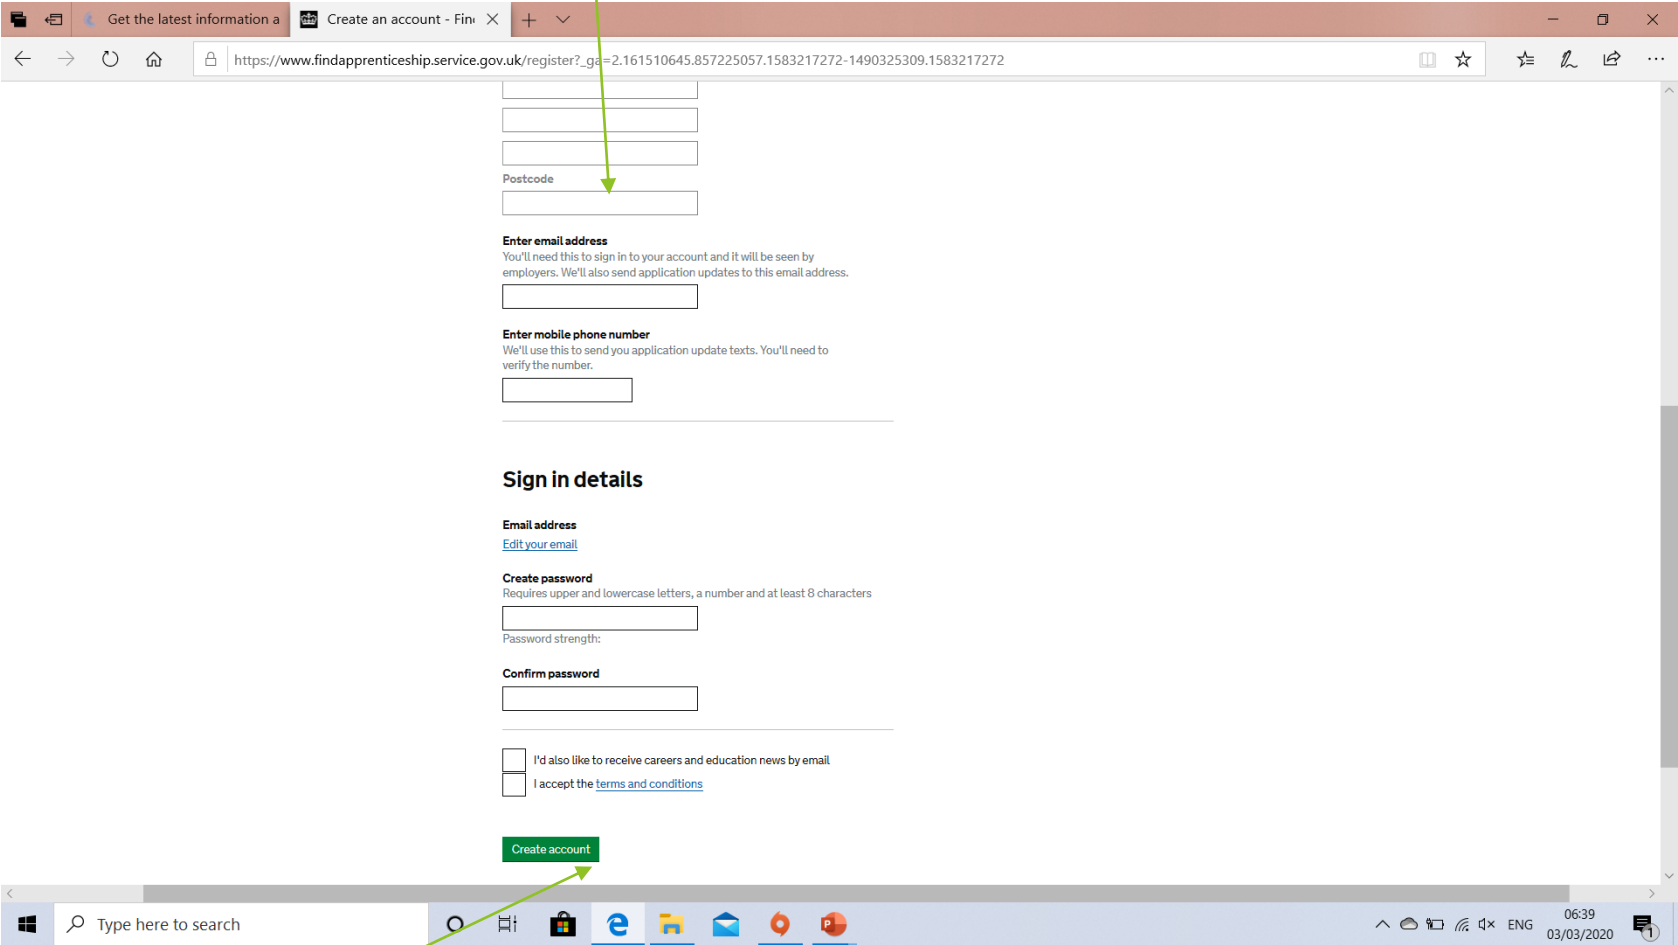 Get the latest information a
Create an account - Fin
https://www.findapprenticeship.service.gov.uk/register?_ga=2.161510645.857225057.1583217272-1490325309.1583217272
Postcode
Enter email address
You'll need this to sign in to your account and it will be seen by
employers. We'll also send application updates to this email address.
Enter mobile phone number
We'll use this to send you application update texts. You'll need to
verify the number.
Sign in details
Email address
Edit your email
Create password
Requires upper and lowercase letters, a number and at least 8 characters
Password strength:
Confirm password
I'd also like to receive careers and education news by email
I accept the terms and conditions
Create account
Type here to search
ENG
06:39
03/03/2020
1